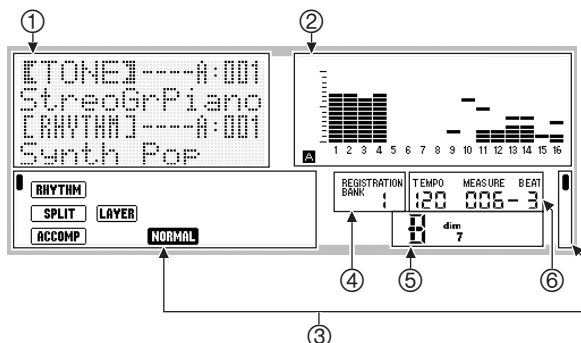 ① ②
【TONE】----A:001
StreoGrPiano
[RHYTHM]----A:001
Synth Pop
A 1 2 3 4 5 6 7 8 9 10 11 12 13 14 15 16
RHYTHM
SPLIT LAYER
ACCOMP NORMAL
REGISTRATION BANK 1
TEMPO MEASURE BEAT
120 006-3
B dim 7
④ ⑤ ⑥
③